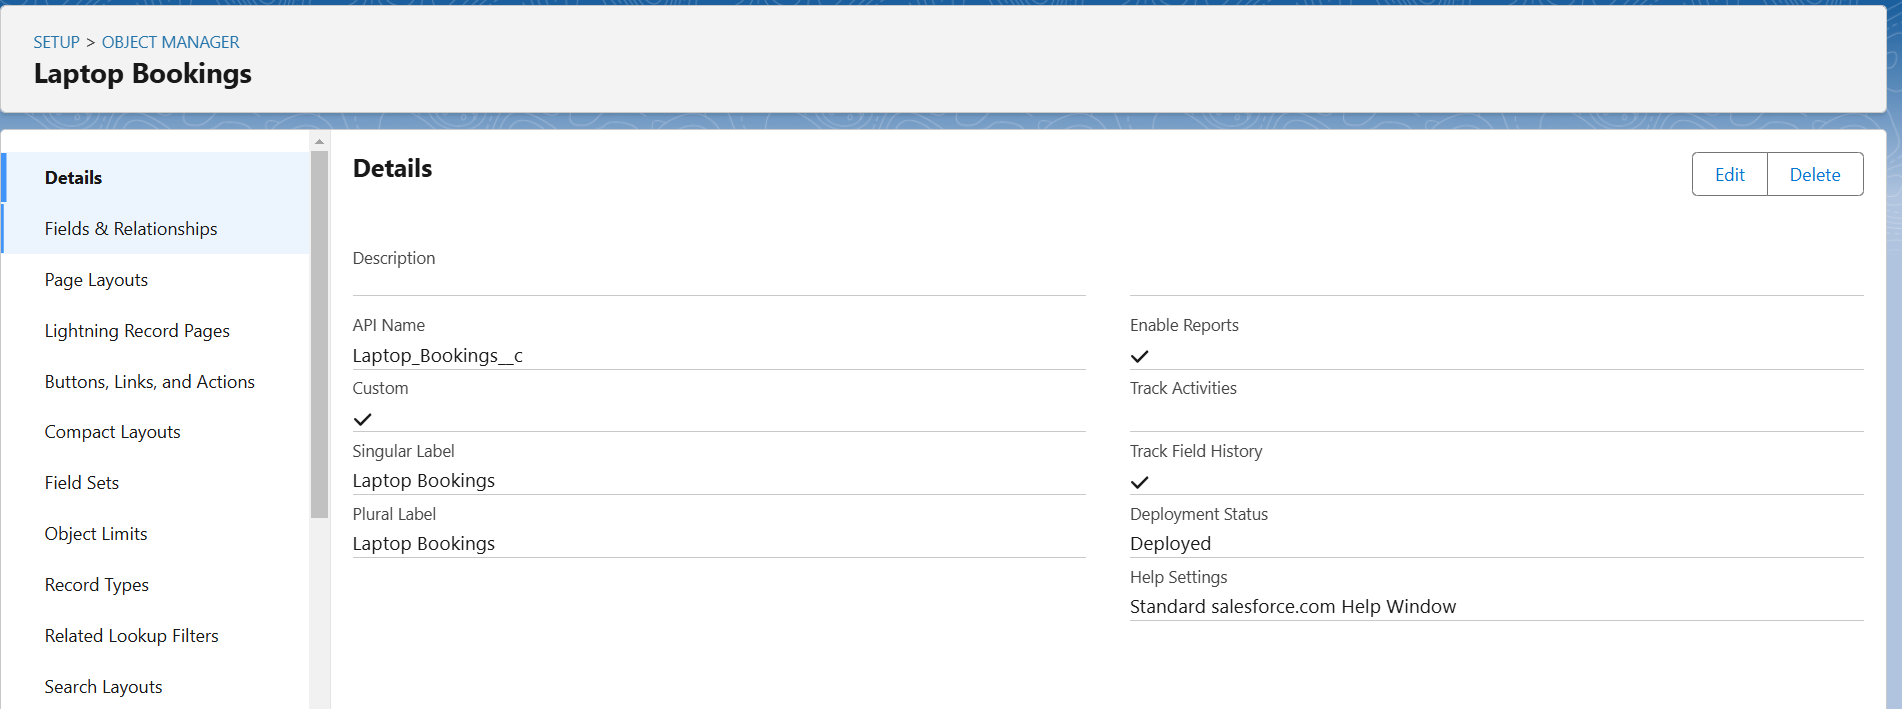 SETUP > OBJECT MANAGER
Laptop Bookings
Details
Fields & Relationships
Page Layouts
Lightning Record Pages
Buttons, Links, and Actions
Compact Layouts
Field Sets
Object Limits
Record Types
Related Lookup Filters
Search Layouts
Details
Edit
Delete
Description
API Name
Laptop_Bookings__c
Custom
Singular Label
Laptop Bookings
Plural Label
Laptop Bookings
Enable Reports
Track Activities
Track Field History
Deployment Status
Deployed
Help Settings
Standard salesforce.com Help Window